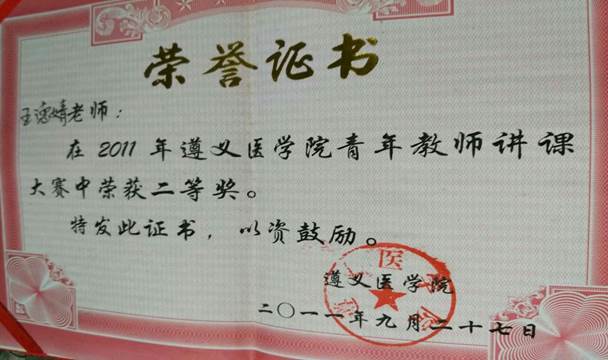 荣誉证书
王婧老师：
在2011年遵义医学院青年教师讲课
大赛中荣获二等奖。
特发此证书，以资鼓励。
遵义医学院
二〇一一年九月二十七日